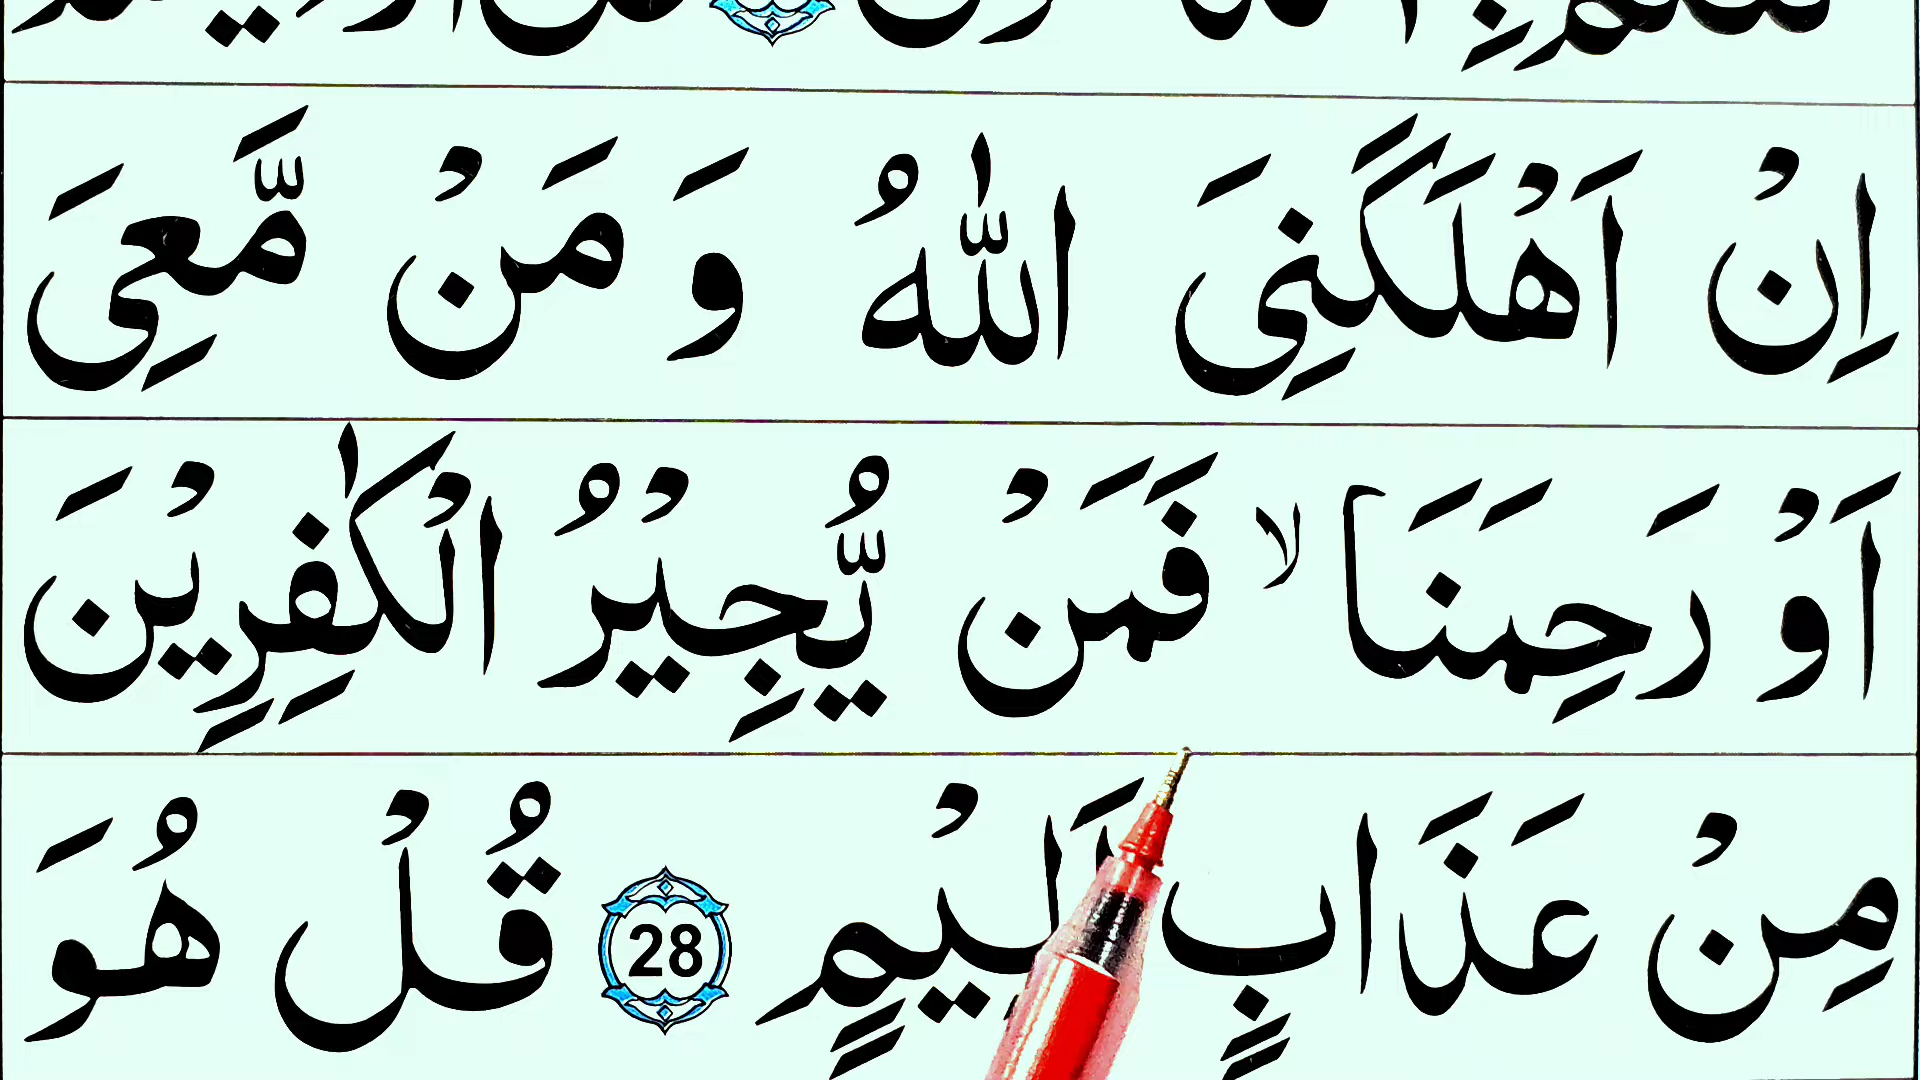 اِنْ اَهْلَكَنِیَ اللّٰهُ وَ مَنْ مَّعِیَ
اَوْ رَحِمَنَا ۙ فَمَنْ یُّجِیْرُ الْكٰفِرِیْنَ
مِنْ عَذَابٍ اَلِیْمٍ 28 قُلْ هُوَ